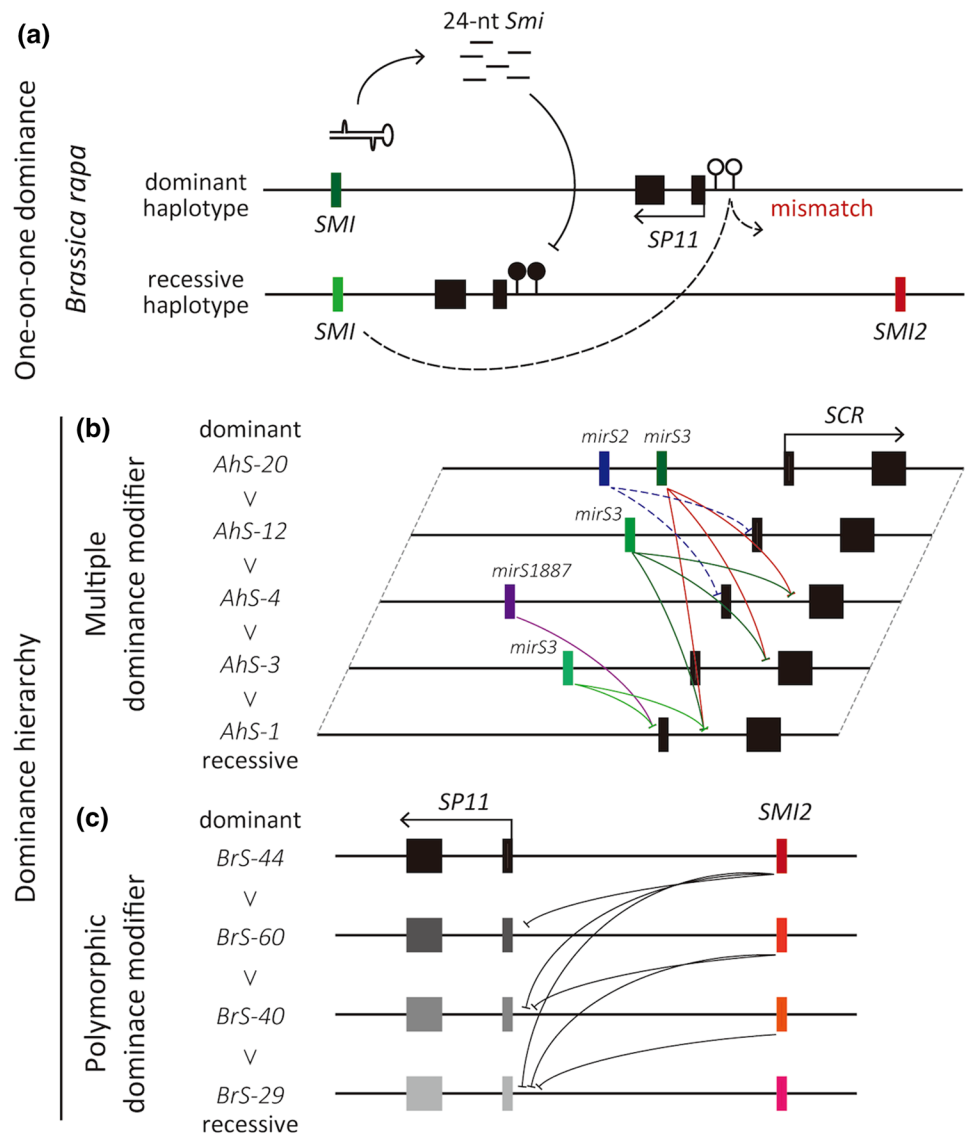 (a)
One-on-one dominance
Brassica rapa
24-nt Smi
dominant
haplotype
SMI
SP11
mismatch
recessive
haplotype
SMI
SMI2
Dominance hierarchy
(b)
Multiple
dominance modifier
dominant
AhS-20
>
AhS-12
>
AhS-4
>
AhS-3
>
AhS-1
recessive
mirS2
mirS3
SCR
mirS3
mirS1887
mirS3
(c)
Polymorphic
dominace modifier
dominant
BrS-44
>
BrS-60
>
BrS-40
>
BrS-29
recessive
SP11
SMI2